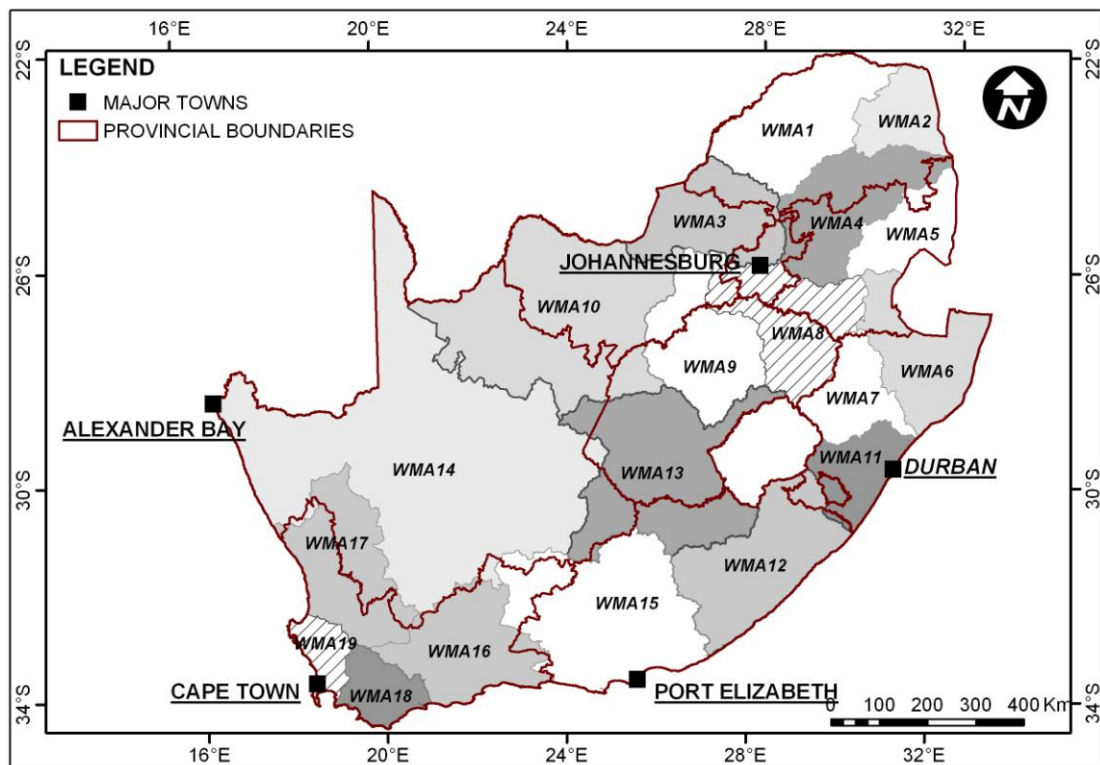 16°E 20°E 24°E 28°E 32°E
22°S 22°S
LEGEND
MAJOR TOWNS
PROVINCIAL BOUNDARIES
N
WMA1
WMA2
WMA3
WMA4
WMA5
JOHANNESBURG
26°S 26°S
WMA10
WMA8
WMA9
WMA6
WMA7
ALEXANDER BAY
WMA14
WMA13
WMA11
DURBAN
30°S 30°S
WMA17
WMA12
WMA15
WMA19
WMA16
CAPE TOWN
WMA18
PORT ELIZABETH
34°S 34°S
0 100 200 300 400 Km
16°E 20°E 24°E 28°E 32°E